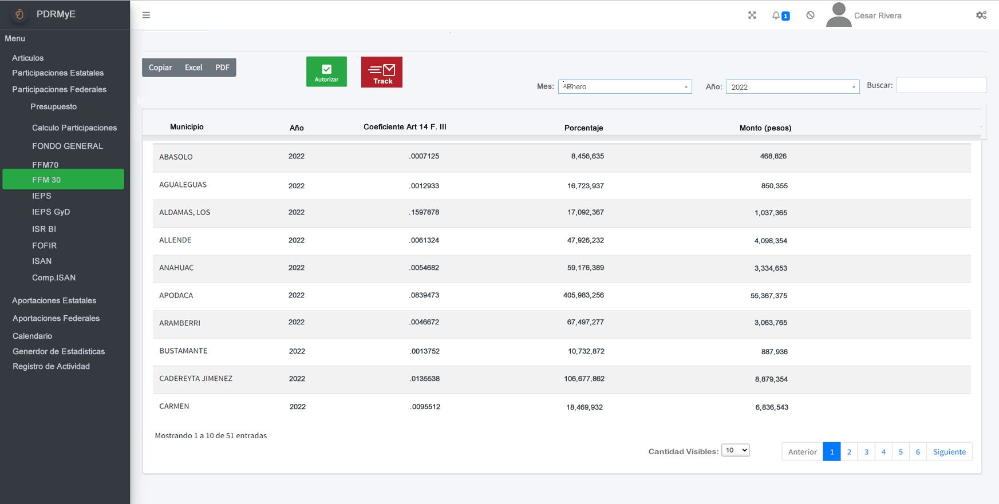 PDRMyE
Menu
Articulos
Participaciones Estatales
Participaciones Federales
Presupuesto
Calculo Participaciones
FONDO GENERAL
FFM70
FFM 30
IEPS
IEPS GyD
ISR BI
FOFIR
ISAN
Comp.ISAN
Aportaciones Estatales
Aportaciones Federales
Calendario
Generdor de Estadisticas
Registro de Actividad
1
Cesar Rivera
Copiar Excel PDF
Autorizar
Track
Mes: Enero Año: 2022 Buscar:
Municipio Año Coeficiente Art 14 F. III Porcentaje Monto (pesos)
ABASOLO 2022 .0007125 8,456,635 468,826
AGUALEGUAS 2022 .0012933 16,723,937 850,355
ALDAMAS, LOS 2022 .1597878 17,092,367 1,037,365
ALLENDE 2022 .0061324 47,926,232 4,098,354
ANAHUAC 2022 .0054682 59,176,389 3,334,653
APODACA 2022 .0839473 405,983,256 55,367,375
ARAMBERRI 2022 .0046672 67,497,277 3,063,765
BUSTAMANTE 2022 .0013752 10,732,872 887,936
CADEREYTA JIMENEZ 2022 .0135538 106,677,862 8,879,354
CARMEN 2022 .0095512 18,469,932 6,836,543
Mostrando 1 a 10 de 51 entradas
Cantidad Visibles: 10 Anterior 1 2 3 4 5 6 Siguiente